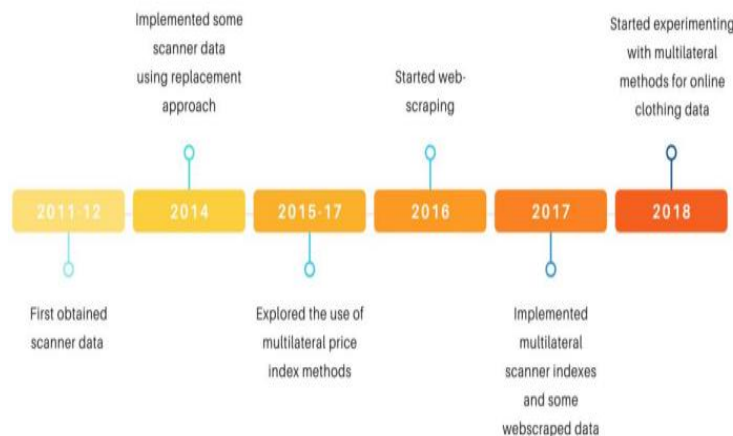 Implemented some
scanner data
using replacement
approach
Started web-
scraping
Started experimenting
with multilateral
methods for online
clothing data
2011-12
2014
2015-17
2016
2017
2018
First obtained
scanner data
Explored the use of
multilateral price
index methods
Implemented
multilateral
scanner indexes
and some
webscraped data